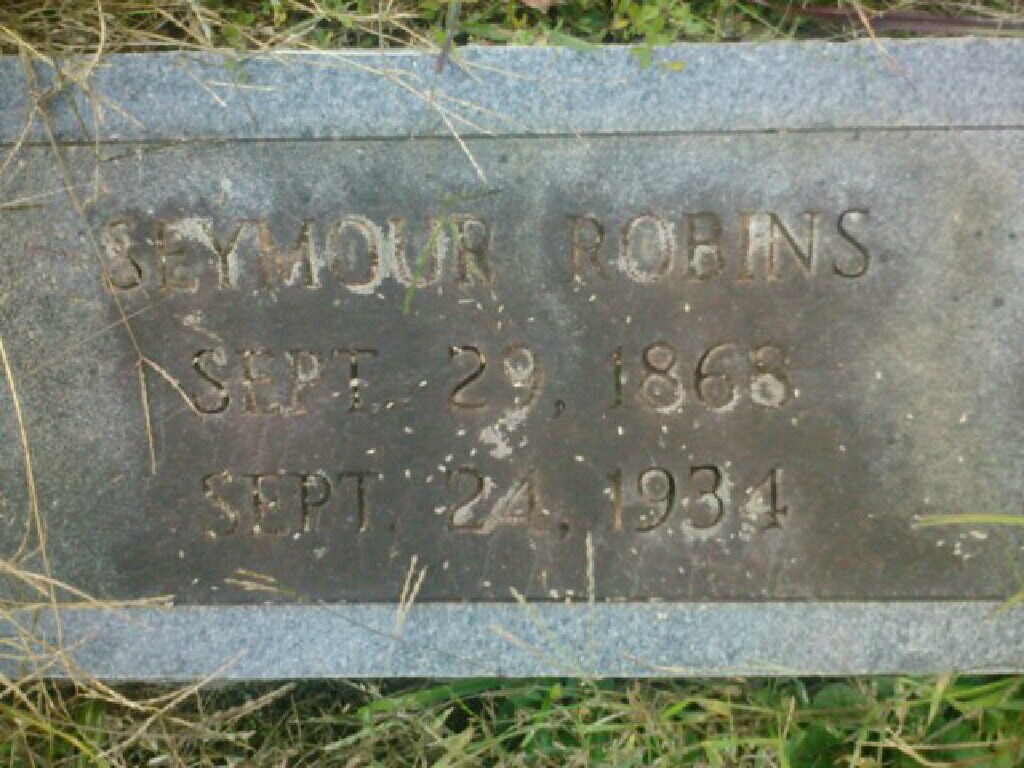 SEYMOUR ROBINS
SEPT. 29, 1868
SEPT. 24, 1934